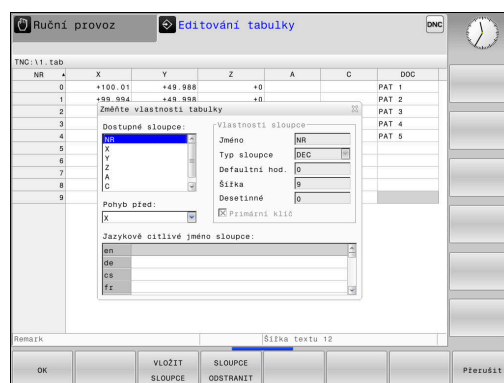 Ruční provoz
Editování tabulky
DNC
TNC:\1.tab
NR X Y Z A C DOC
0 +100.01 +49.988 +0 PAT 1
1 +99.994 +49.998 +0 PAT 2
2 PAT 3
3 PAT 4
4 PAT 5
5
6
7
8
9
Změňte vlastnosti tabulky
Dostupné sloupce:
NR
X
Y
Z
A
C
Pohyb před:
X
Vlastnosti sloupce
Jméno NR
Typ sloupce DEC
Defaultní hod. 0
Šířka 9
Desetinné 0
Primární klíč
Jazykově citlivé jméno sloupce:
en
de
cs
fr
Remark
Šířka textu 12
OK
VLOŽIT
SLOUPCE
SLOUPCE
ODSTRANIT
Přerušit